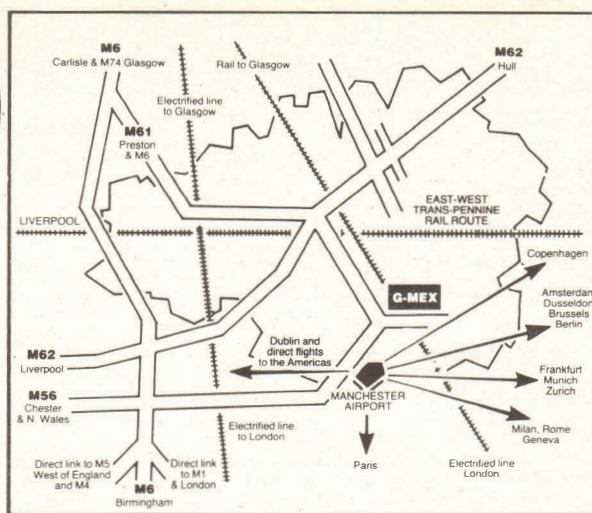 M6
Carlisle & M74 Glasgow
Rail to Glasgow
M62
Hull
Electrified line
to Glasgow
M61
Preston
& M6
LIVERPOOL
EAST-WEST
TRANS-PENNINE
RAIL ROUTE
Copenhagen
G-MEX
Amsterdam
Dusseldorf
Brussels
Berlin
Dublin and
direct flights
to the Americas
M62
Liverpool
Frankfurt
Munich
Zurich
M56
Chester
& N. Wales
MANCHESTER
AIRPORT
Electrified line
to London
Milan, Rome
Geneva
Direct link to M5
West of England
and M4
Direct link
to M1
& London
M6
Birmingham
Paris
Electrified line
London